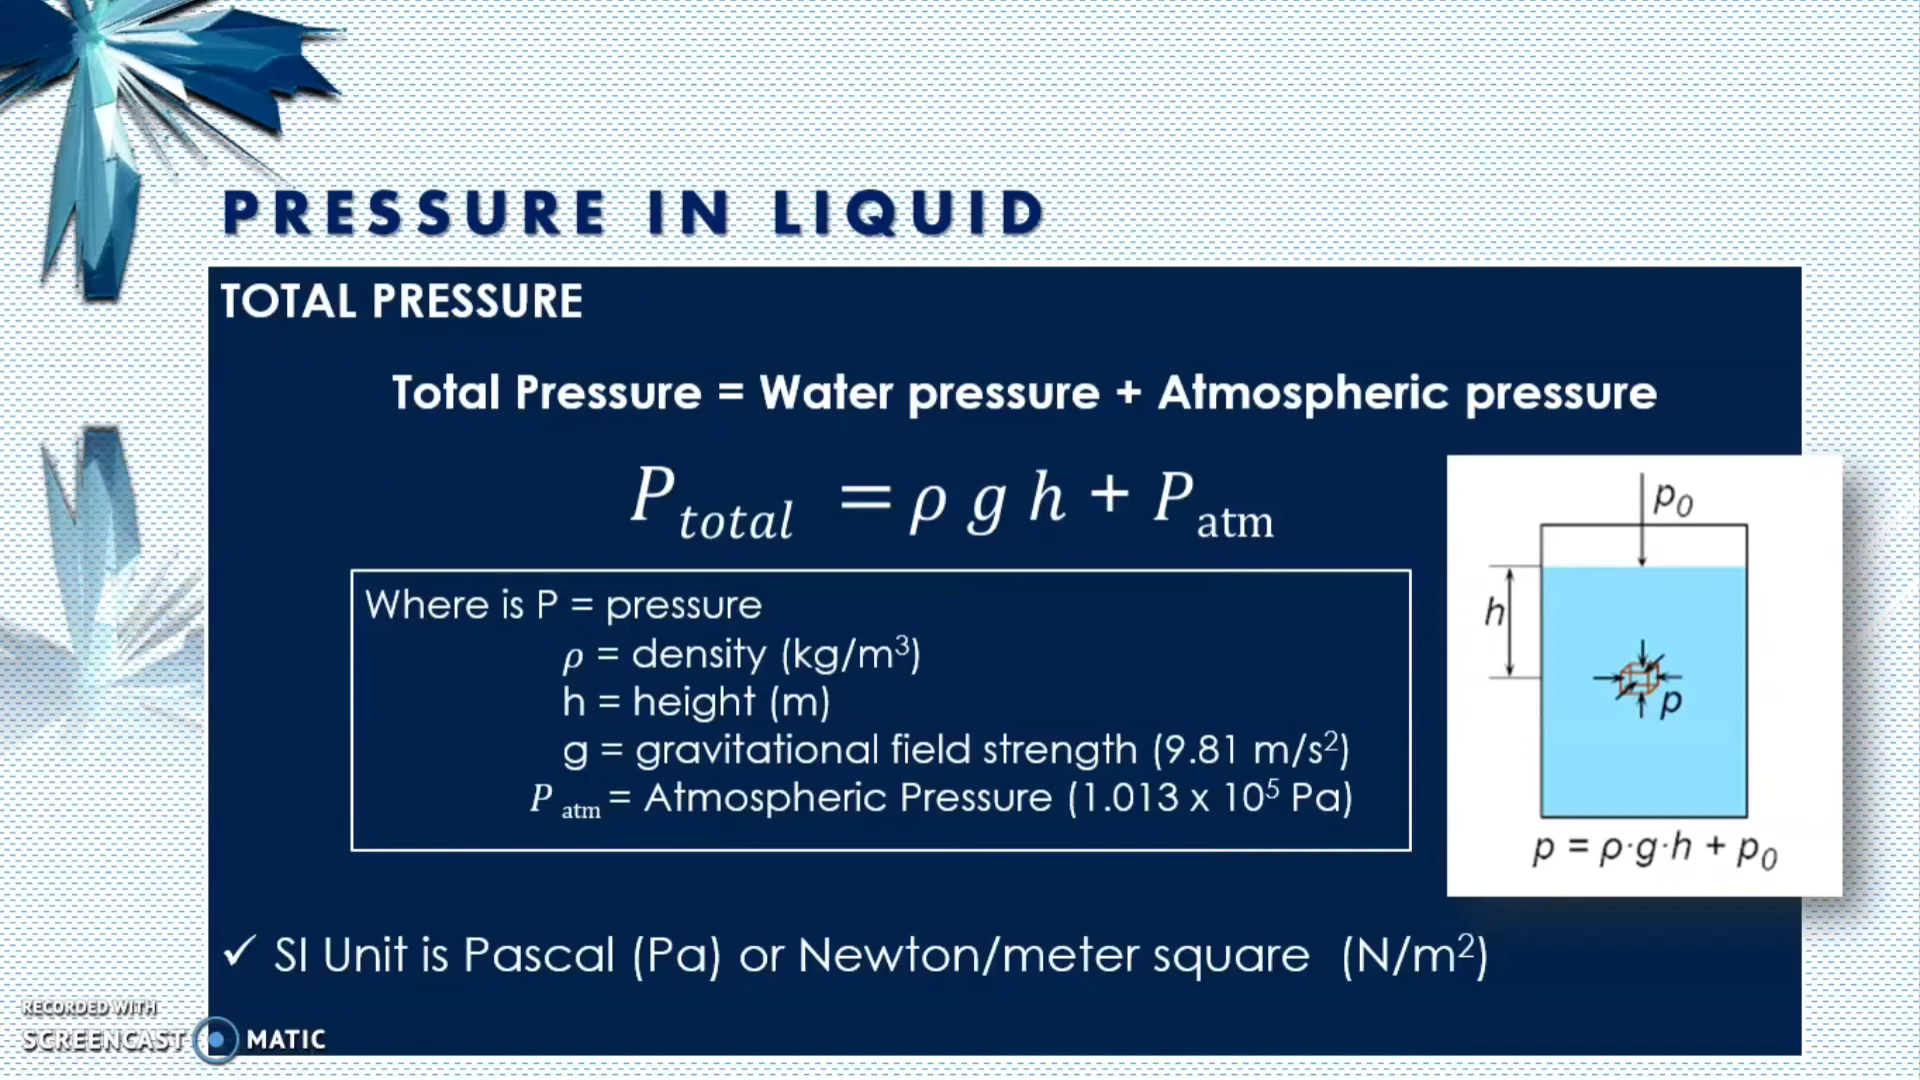 PRESSURE IN LIQUID
TOTAL PRESSURE
Total Pressure = Water pressure + Atmospheric pressure
P total = ρ g h + P atm
Where is P = pressure
ρ = density (kg/m³)
h = height (m)
g = gravitational field strength (9.81 m/s²)
P atm = Atmospheric Pressure (1.013 x 10⁵ Pa)
p₀
h
p
p = ρ·g·h + p₀
✓ SI Unit is Pascal (Pa) or Newton/meter square (N/m²)
RECORDED WITH
SCREENCAST MATIC